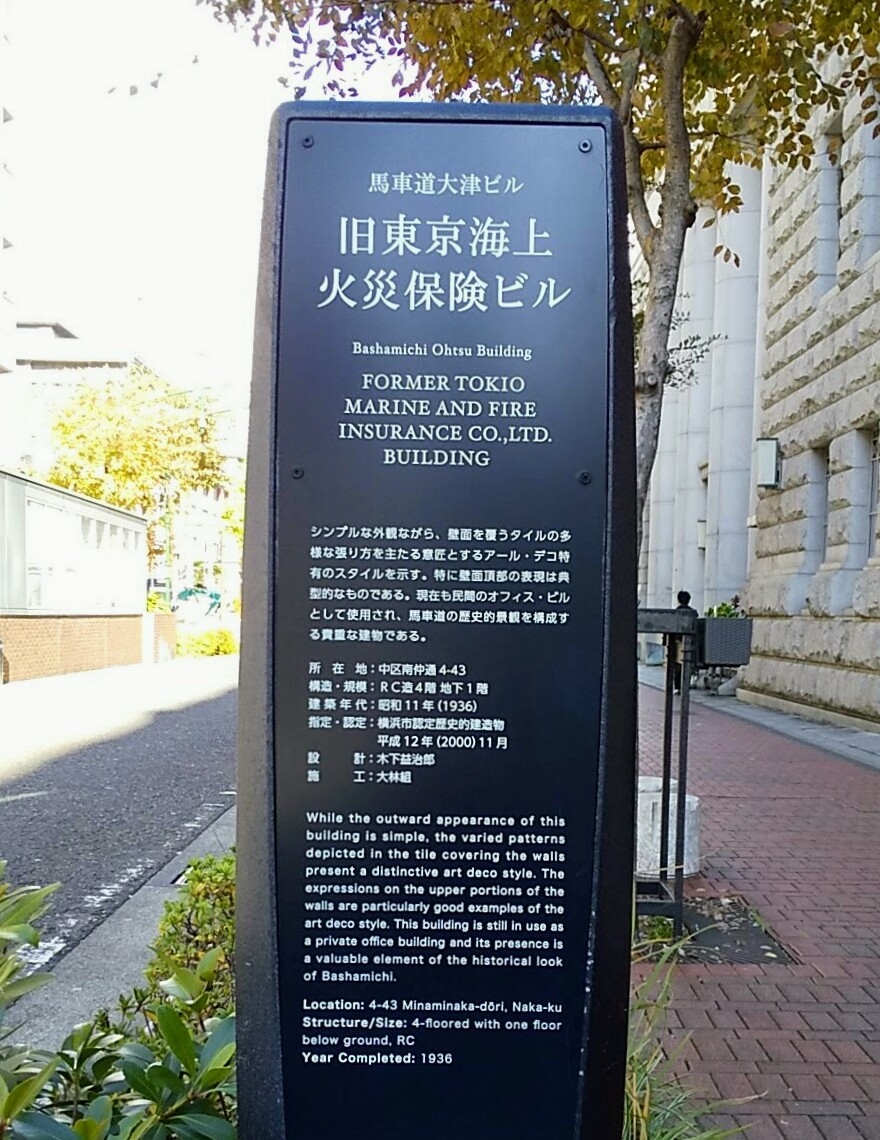 馬車道大津ビル
旧東京海上
火災保険ビル
Bashamichi Ohtsu Building
FORMER TOKIO
MARINE AND FIRE
INSURANCE CO.,LTD.
BUILDING
シンプルな外観ながら、壁面を覆うタイルの多
様な張り方を主たる意匠とするアール・デコ特
有のスタイルを示す。特に壁面頂部の表現は典
型的なものである。現在も民間のオフィス・ビル
として使用され、馬車道の歴史的景観を構成す
る貴重な建物である。
所在地：中区南仲通4-43
構造・規模：RC造4階 地下1階
建築年代：昭和11年(1936)
指定・認定：横浜市認定歴史的建造物
平成12年(2000)11月
設計：木下益治郎
施工：大林組
While the outward appearance of this
building is simple, the varied patterns
depicted in the tile covering the walls
present a distinctive art deco style. The
expressions on the upper portions of the
walls are particularly good examples of the
art deco style. This building is still in use as
a private office building and its presence is
a valuable element of the historical look
of Bashamichi.
Location: 4-43 Minaminaka-dōri, Naka-ku
Structure/Size: 4-floored with one floor
below ground, RC
Year Completed: 1936